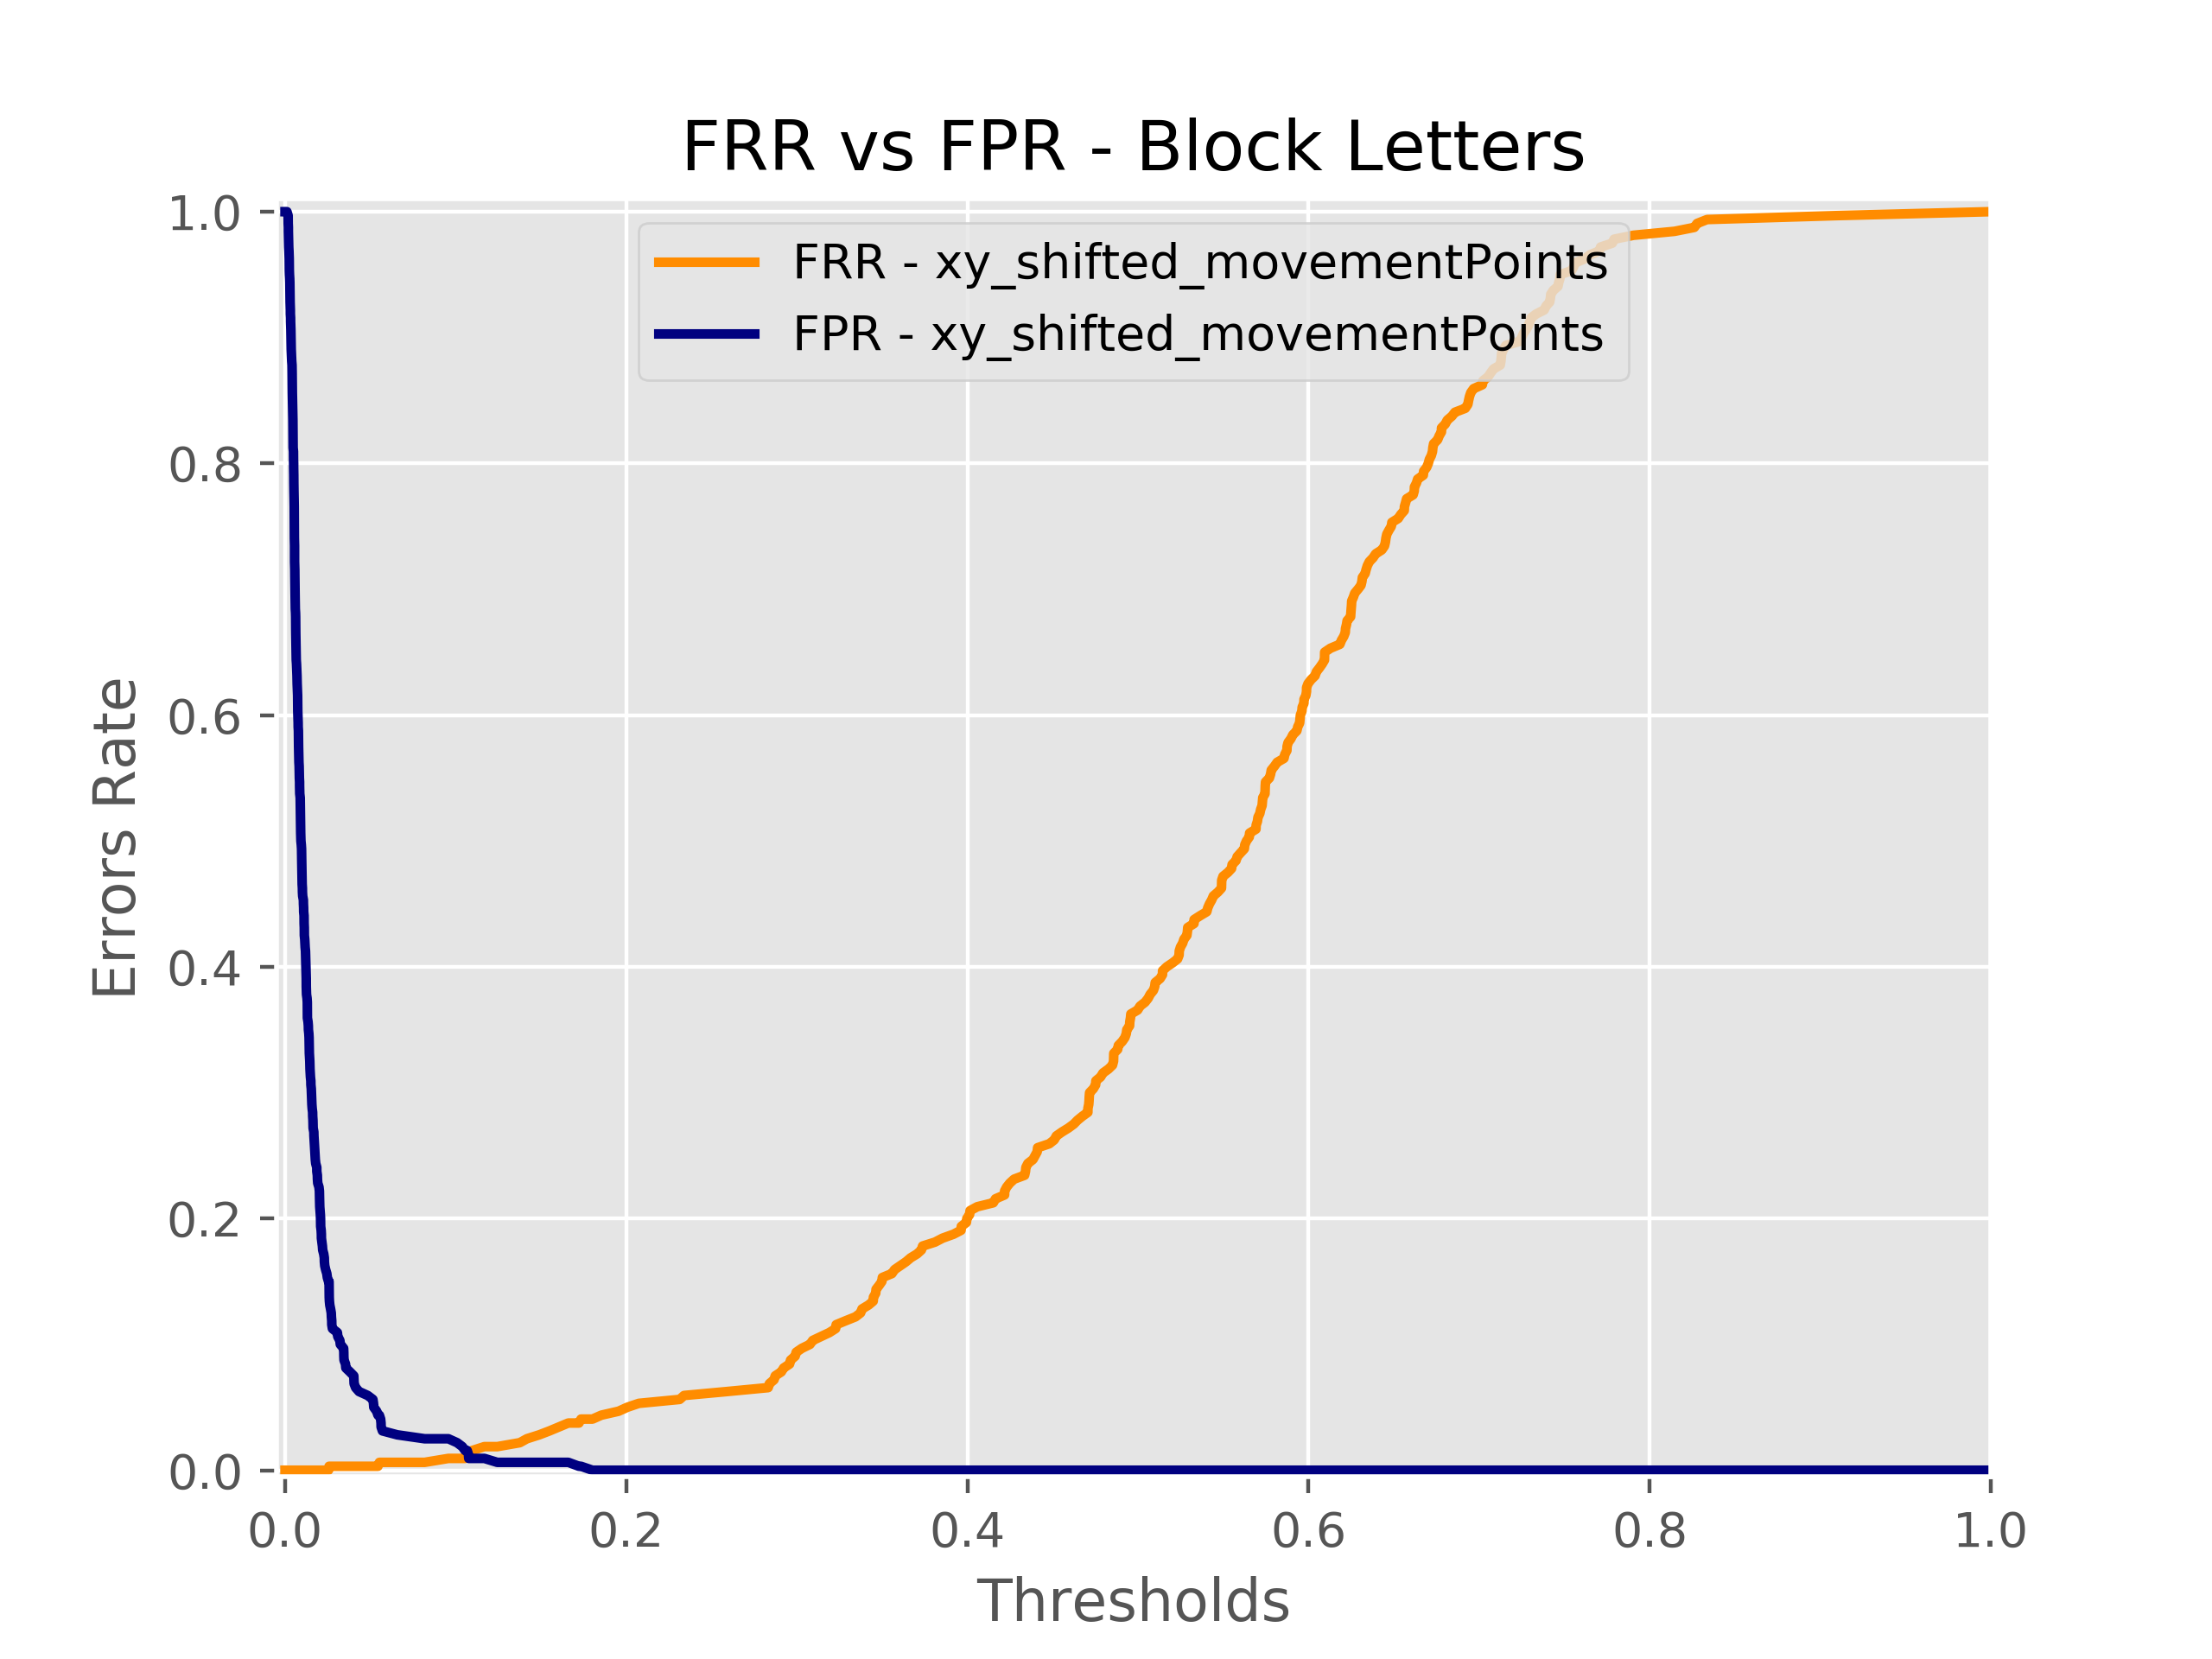 FRR vs FPR - Block Letters
FRR - xy_shifted_movementPoints
FPR - xy_shifted_movementPoints
1.0
0.8
0.6
0.4
0.2
0.0
Errors Rate
0.0 0.2 0.4 0.6 0.8 1.0
Thresholds